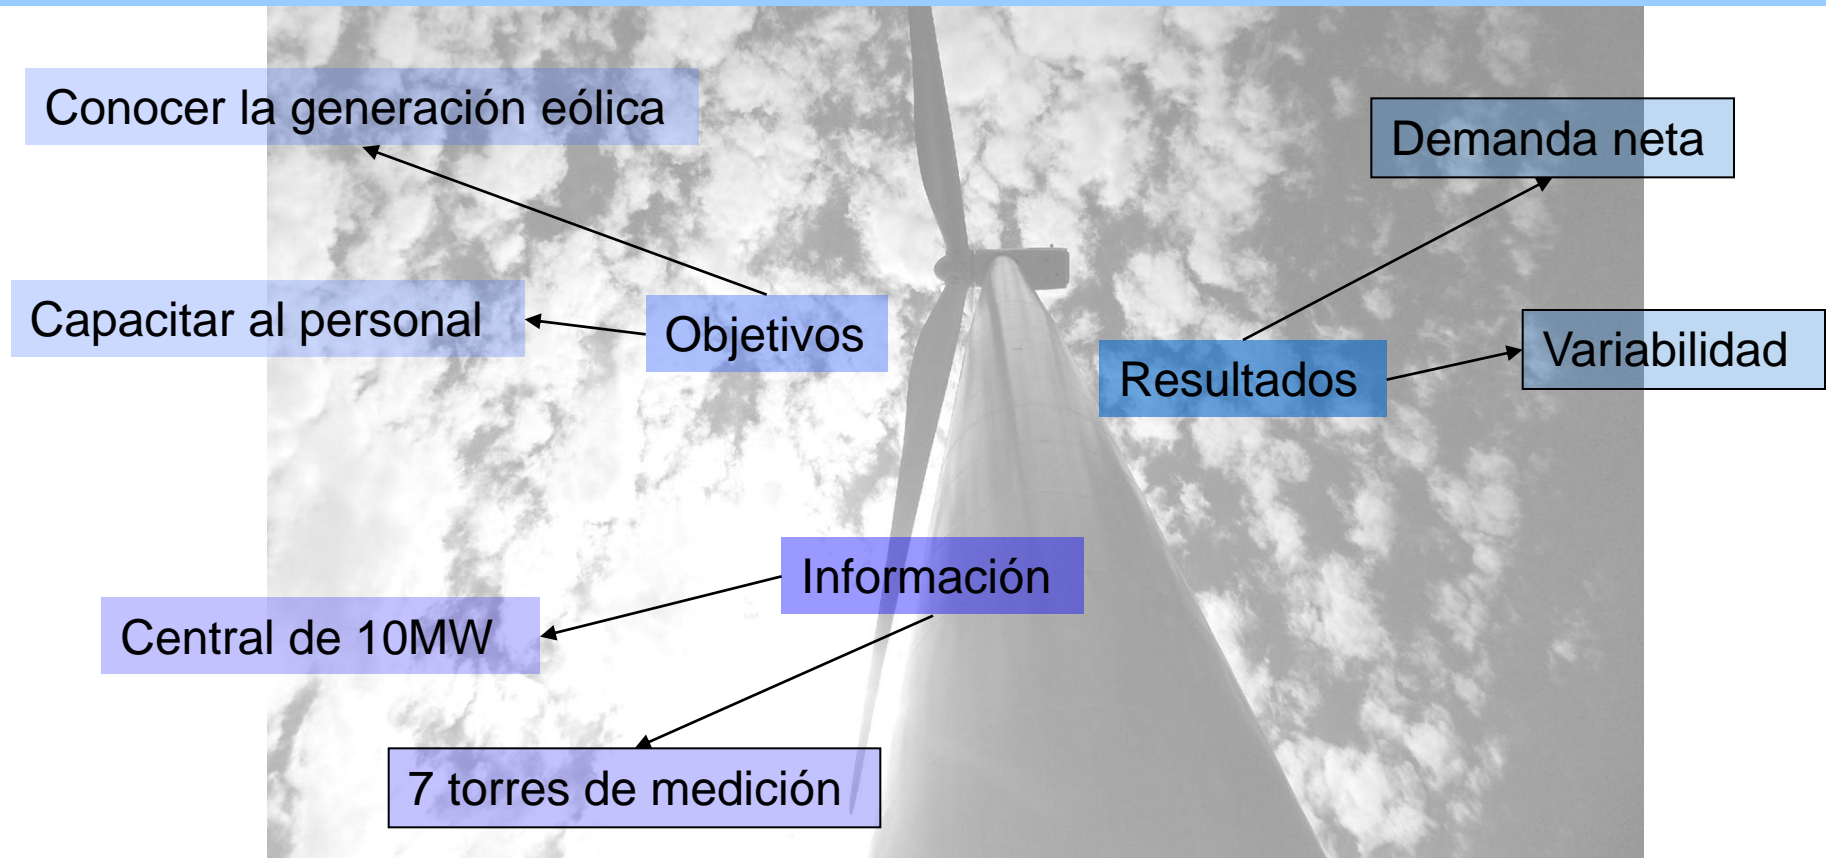 Conocer la generación eólica
Demanda neta
Capacitar al personal
Objetivos
Variabilidad
Resultados
Información
Central de 10MW
7 torres de medición